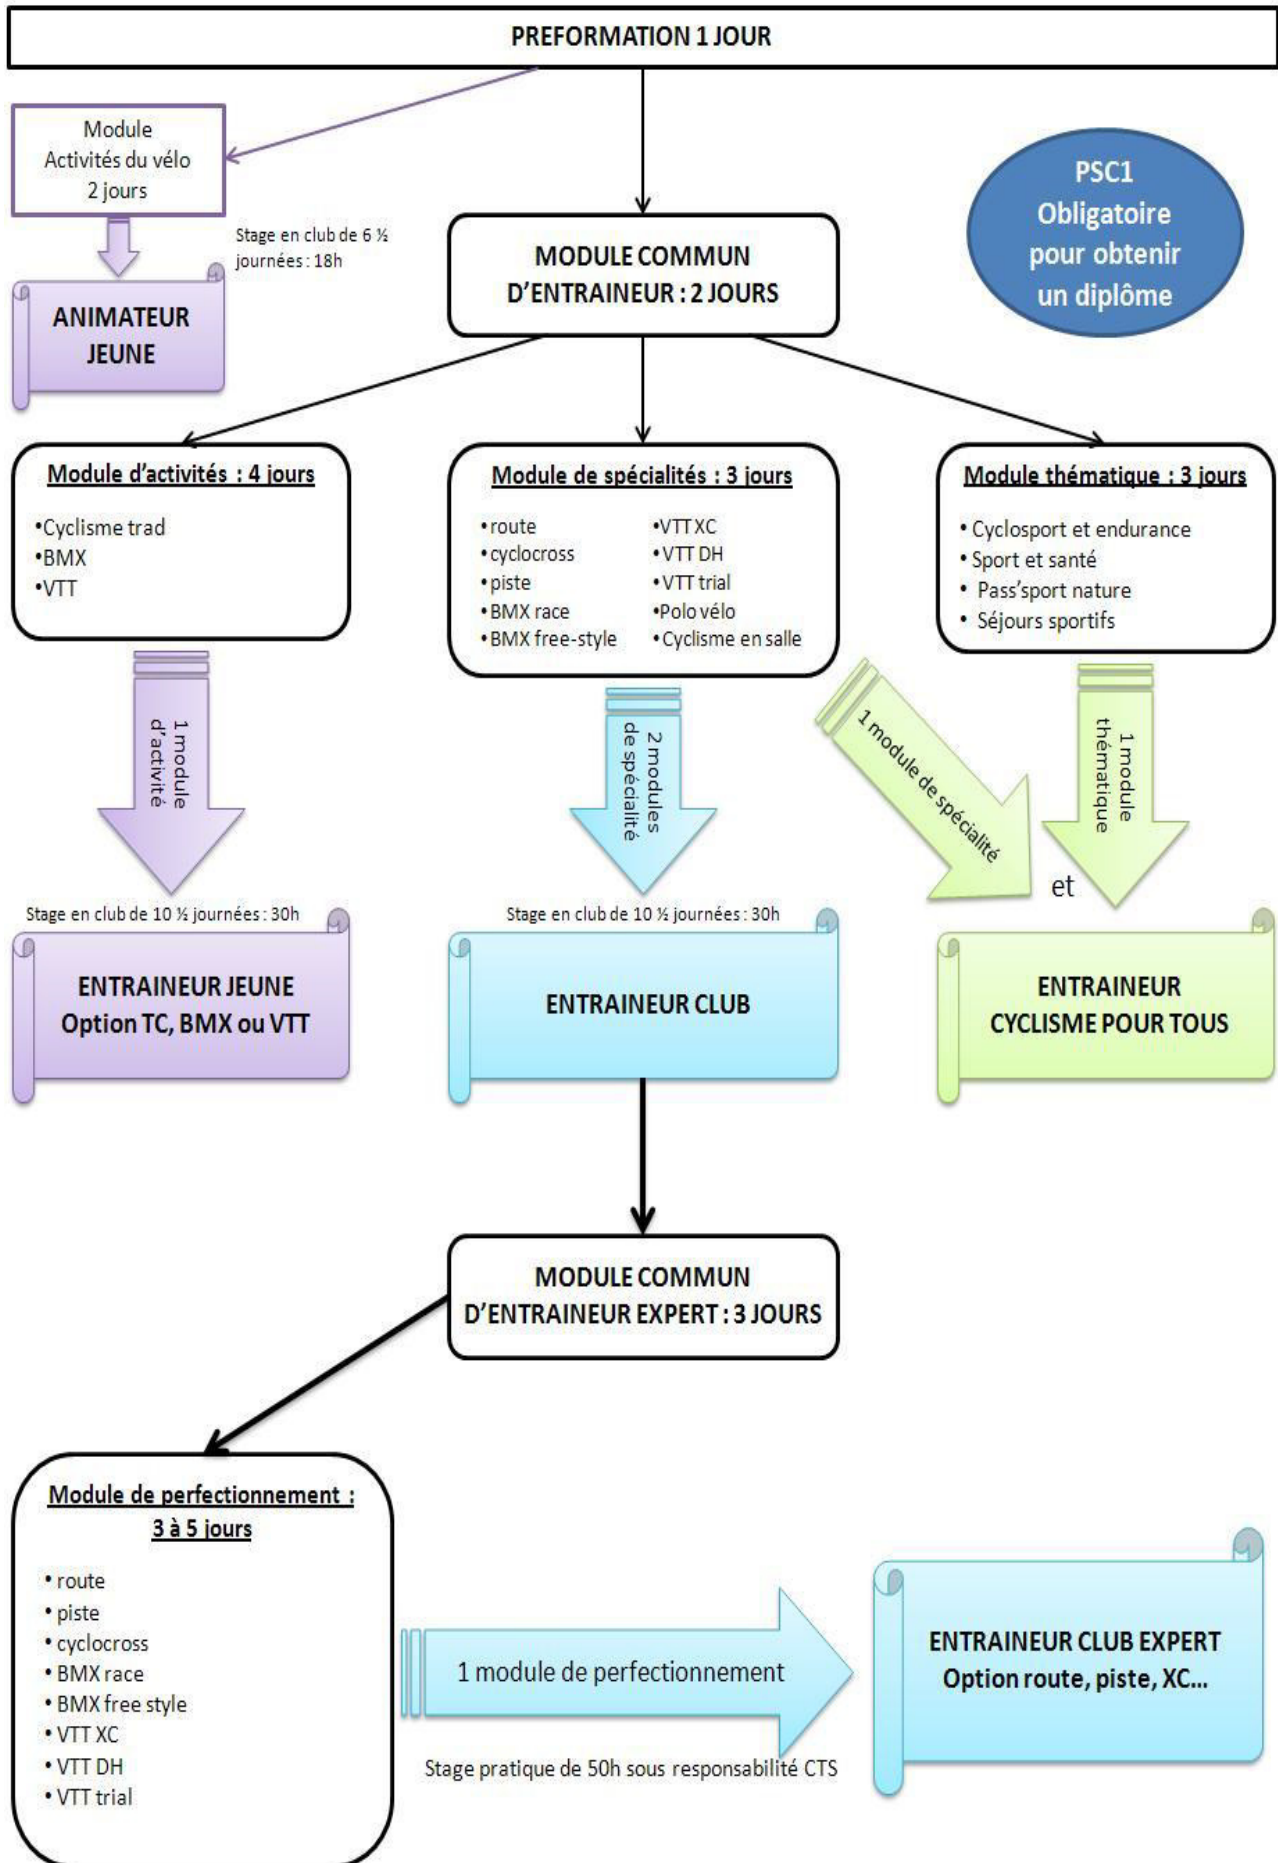 PREFORMATION 1 JOUR
Module
Activités du vélo
2 jours
Stage en club de 6 ½
journées : 18h
ANIMATEUR
JEUNE
MODULE COMMUN
D'ENTRAINEUR : 2 JOURS
PSC1
Obligatoire
pour obtenir
un diplôme
Module d'activités : 4 jours
•Cyclisme trad
•BMX
•VTT
Module de spécialités : 3 jours
•route
•cyclocross
•piste
•BMX race
•BMX free-style
•VTT XC
•VTT DH
•VTT trial
•Polo vélo
•Cyclisme en salle
Module thématique : 3 jours
• Cyclosport et endurance
• Sport et santé
• Pass'sport nature
• Séjours sportifs
1 module
d'activité
2 modules
de spécialité
1 module de spécialité
1 module
thématique
et
Stage en club de 10 ½ journées : 30h
ENTRAINEUR JEUNE
Option TC, BMX ou VTT
Stage en club de 10 ½ journées : 30h
ENTRAINEUR CLUB
ENTRAINEUR
CYCLISME POUR TOUS
MODULE COMMUN
D'ENTRAINEUR EXPERT : 3 JOURS
Module de perfectionnement :
3 à 5 jours
• route
• piste
• cyclocross
• BMX race
• BMX free style
• VTT XC
• VTT DH
• VTT trial
1 module de perfectionnement
Stage pratique de 50h sous responsabilité CTS
ENTRAINEUR CLUB EXPERT
Option route, piste, XC...